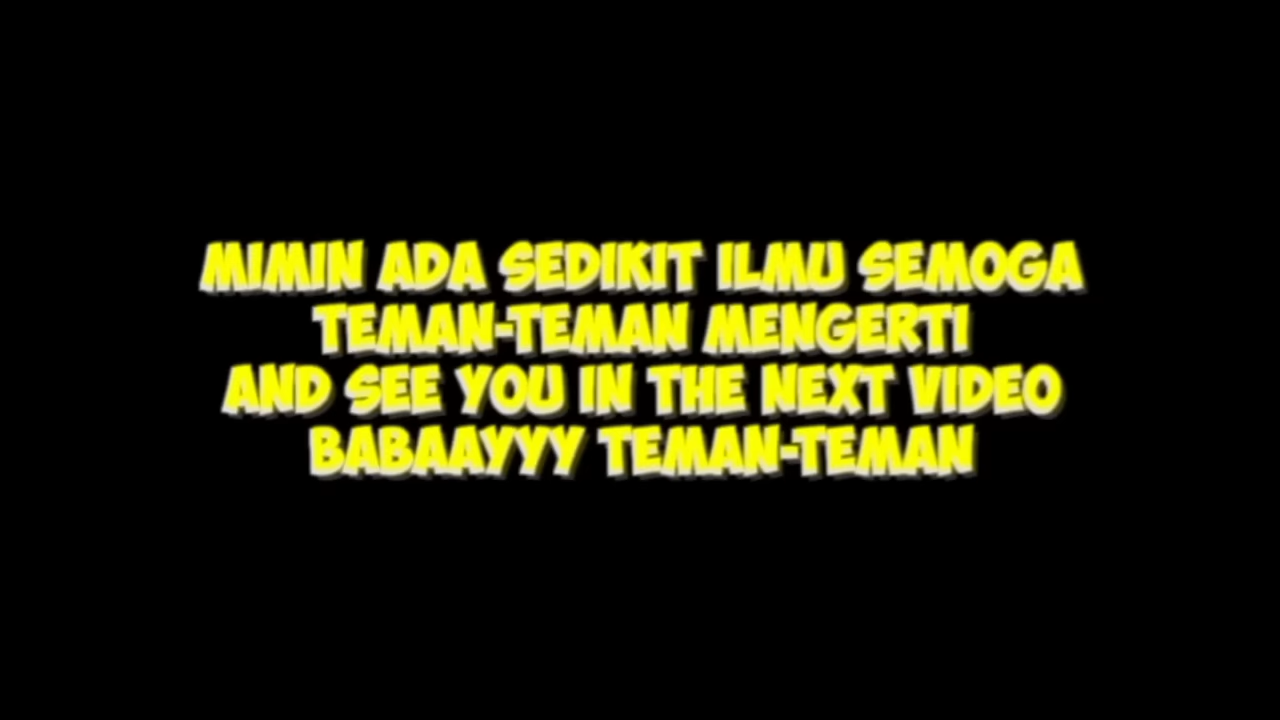 MIMIN ADA SEDIKIT ILMU SEMOGA
TEMAN-TEMAN MENGERTI
AND SEE YOU IN THE NEXT VIDEO
BABAAYYY TEMAN-TEMAN